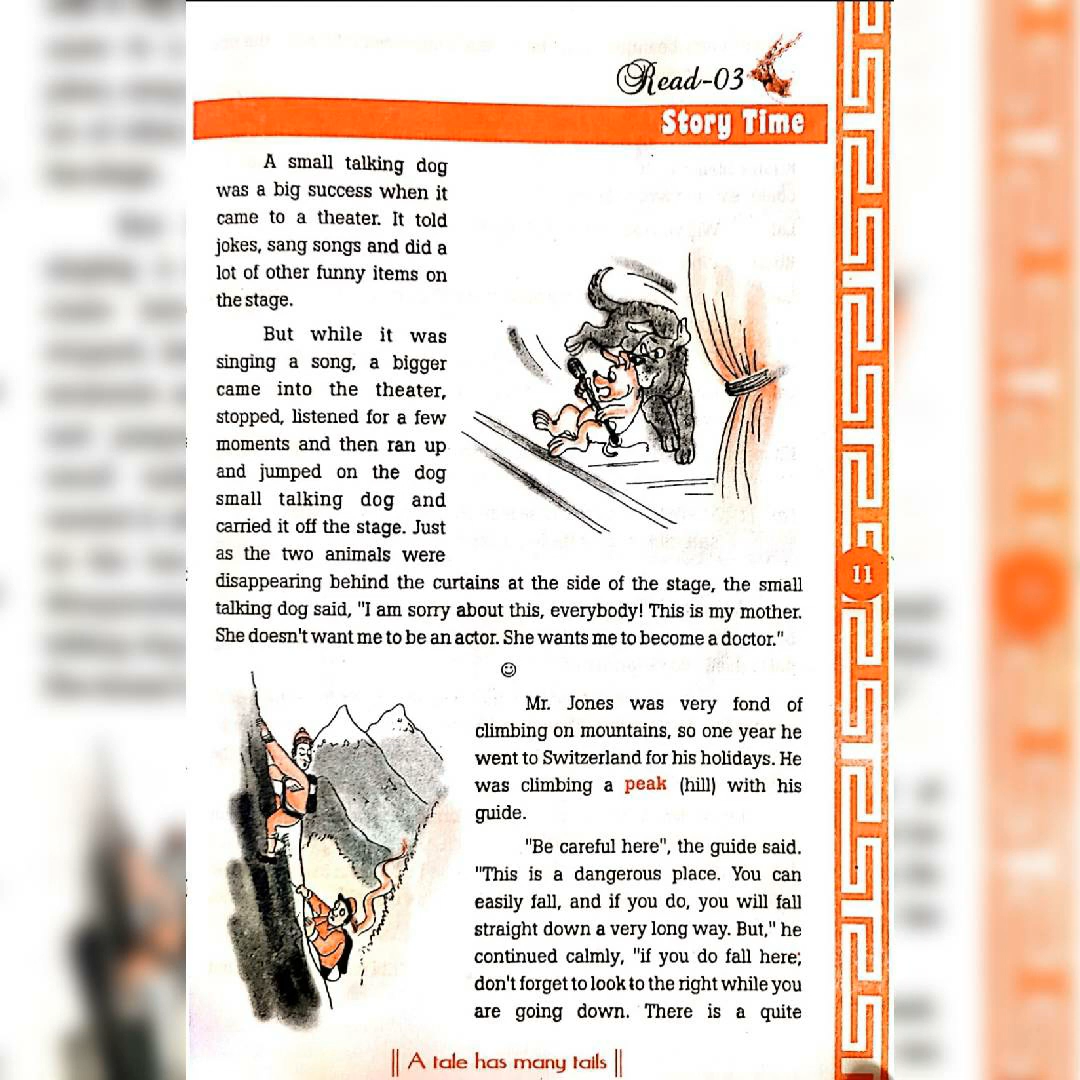 Read-03
Story Time
A small talking dog
was a big success when it
came to a theater. It told
jokes, sang songs and did a
lot of other funny items on
the stage.
But while it was
singing a song, a bigger
came into the theater,
stopped, listened for a few
moments and then ran up
and jumped on the dog
small talking dog and
carried it off the stage. Just
as the two animals were
disappearing behind the curtains at the side of the stage, the small
talking dog said, "I am sorry about this, everybody! This is my mother.
She doesn't want me to be an actor. She wants me to become a doctor."
11
Mr. Jones was very fond of
climbing on mountains, so one year he
went to Switzerland for his holidays. He
was climbing a peak (hill) with his
guide.
"Be careful here", the guide said.
"This is a dangerous place. You can
easily fall, and if you do, you will fall
straight down a very long way. But," he
continued calmly, "if you do fall here;
don't forget to look to the right while you
are going down. There is a quite
|| A tale has many tails ||